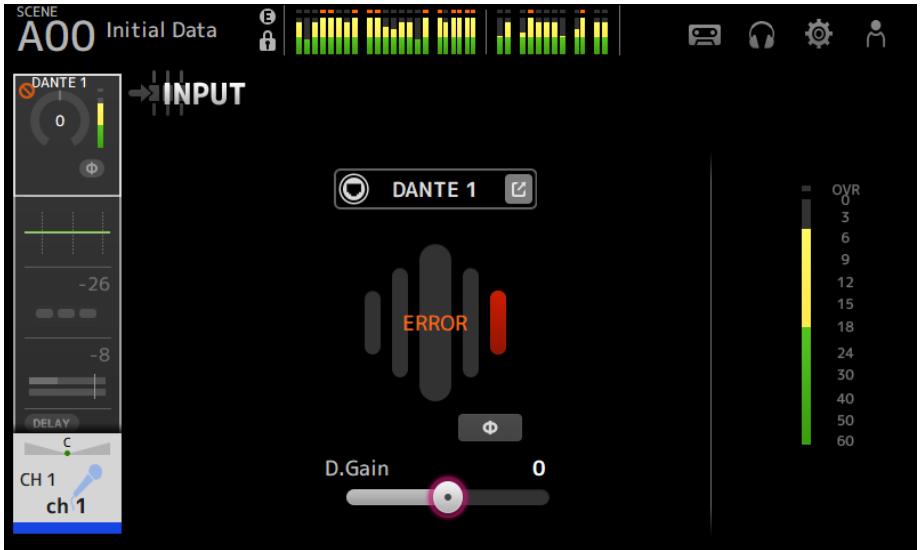 SCENE
A00 Initial Data
E
DANTE 1
0
Φ
-26
-8
DELAY
C
CH 1
ch 1
INPUT
DANTE 1
ERROR
Φ
D.Gain 0
OVR
0
3
6
9
12
15
18
24
30
40
50
60